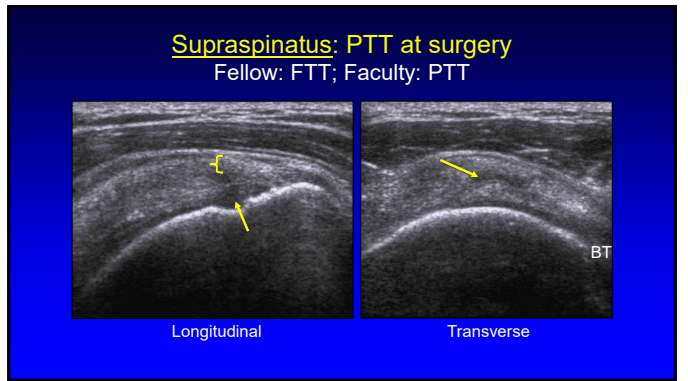 Supraspinatus: PTT at surgery
Fellow: FTT; Faculty: PTT
BT
Longitudinal
Transverse